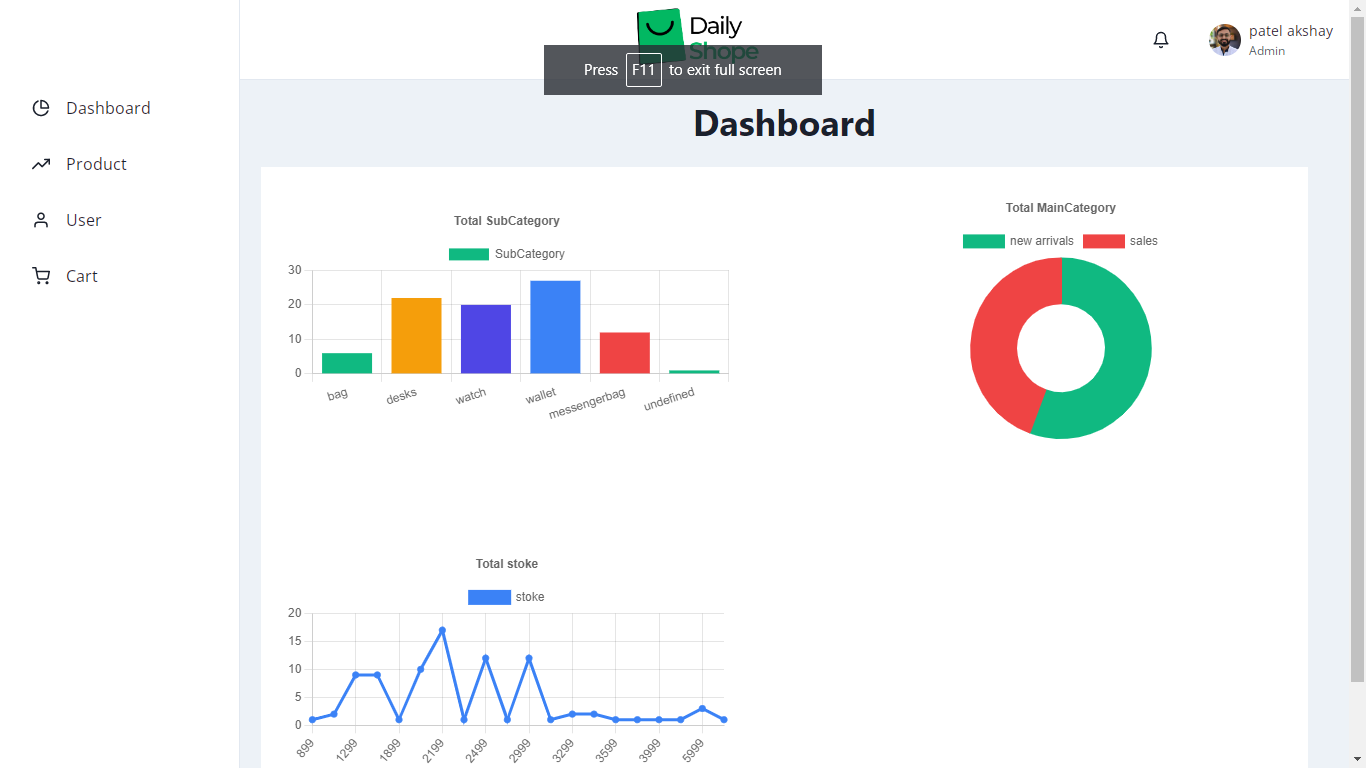 Daily
Shope
Press F11 to exit full screen
patel akshay
Admin
Dashboard
Product
User
Cart
Dashboard
Total SubCategory
SubCategory
30
20
10
0
bag
desks
watch
wallet
messengerbag
undefined
Total MainCategory
new arrivals
sales
Total stoke
stoke
20
15
10
5
0
899
1299
1899
2199
2499
2999
3299
3599
3999
5999